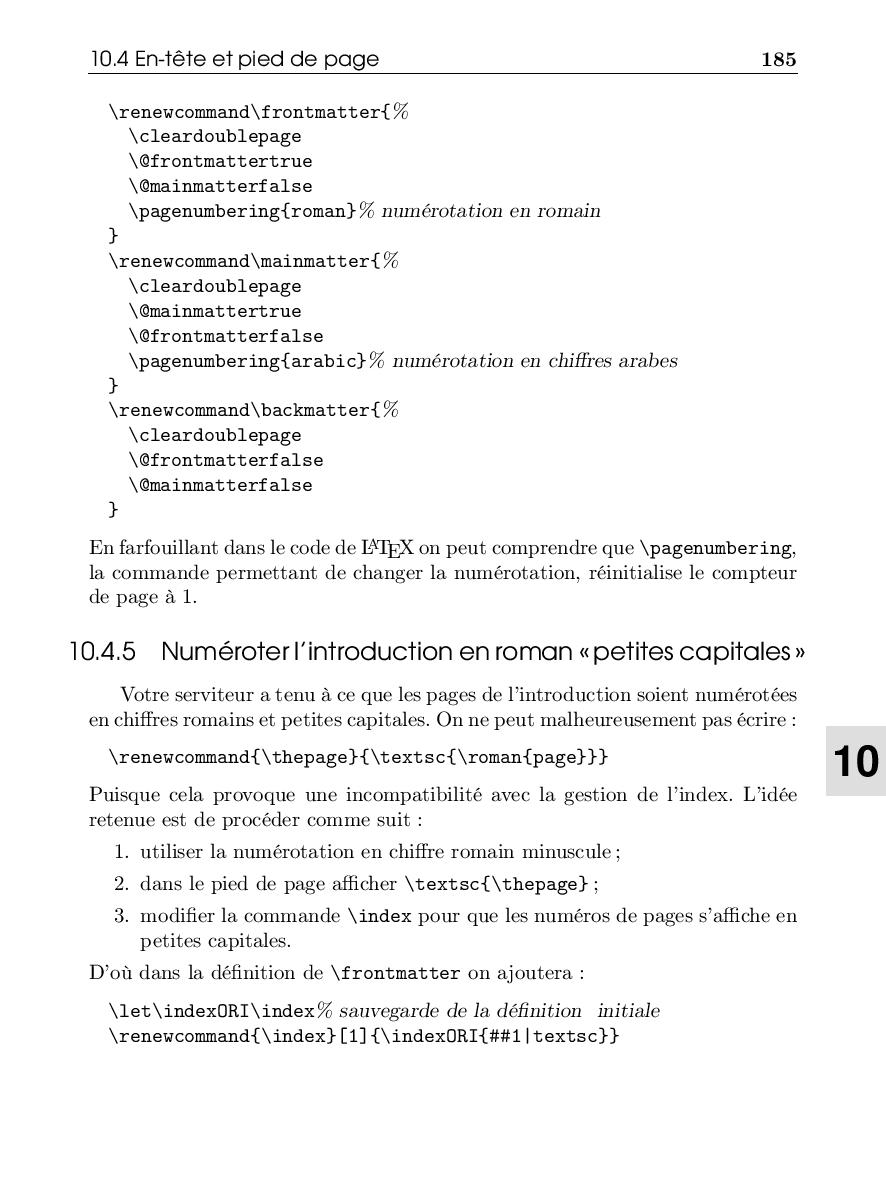 10.4 En-tête et pied de page 185
\renewcommand\frontmatter{%
\cleardoublepage
\@frontmattertrue
\@mainmatterfalse
\pagenumbering{roman}% numérotation en romain
}
\renewcommand\mainmatter{%
\cleardoublepage
\@mainmattertrue
\@frontmatterfalse
\pagenumbering{arabic}% numérotation en chiffres arabes
}
\renewcommand\backmatter{%
\cleardoublepage
\@frontmatterfalse
\@mainmatterfalse
}
En farfouillant dans le code de LATEX on peut comprendre que \pagenumbering,
la commande permettant de changer la numérotation, réinitialise le compteur
de page à 1.
10.4.5 Numéroter l'introduction en roman « petites capitales »
Votre serviteur a tenu à ce que les pages de l'introduction soient numérotées
en chiffres romains et petites capitales. On ne peut malheureusement pas écrire :
\renewcommand{\thepage}{\textsc{\roman{page}}}
10
Puisque cela provoque une incompatibilité avec la gestion de l'index. L'idée
retenue est de procéder comme suit :
1. utiliser la numérotation en chiffre romain minuscule ;
2. dans le pied de page afficher \textsc{\thepage} ;
3. modifier la commande \index pour que les numéros de pages s'affiche en
petites capitales.
D'où dans la définition de \frontmatter on ajoutera :
\let\indexORI\index% sauvegarde de la définition initiale
\renewcommand{\index}[1]{\indexORI{##1|textsc}}